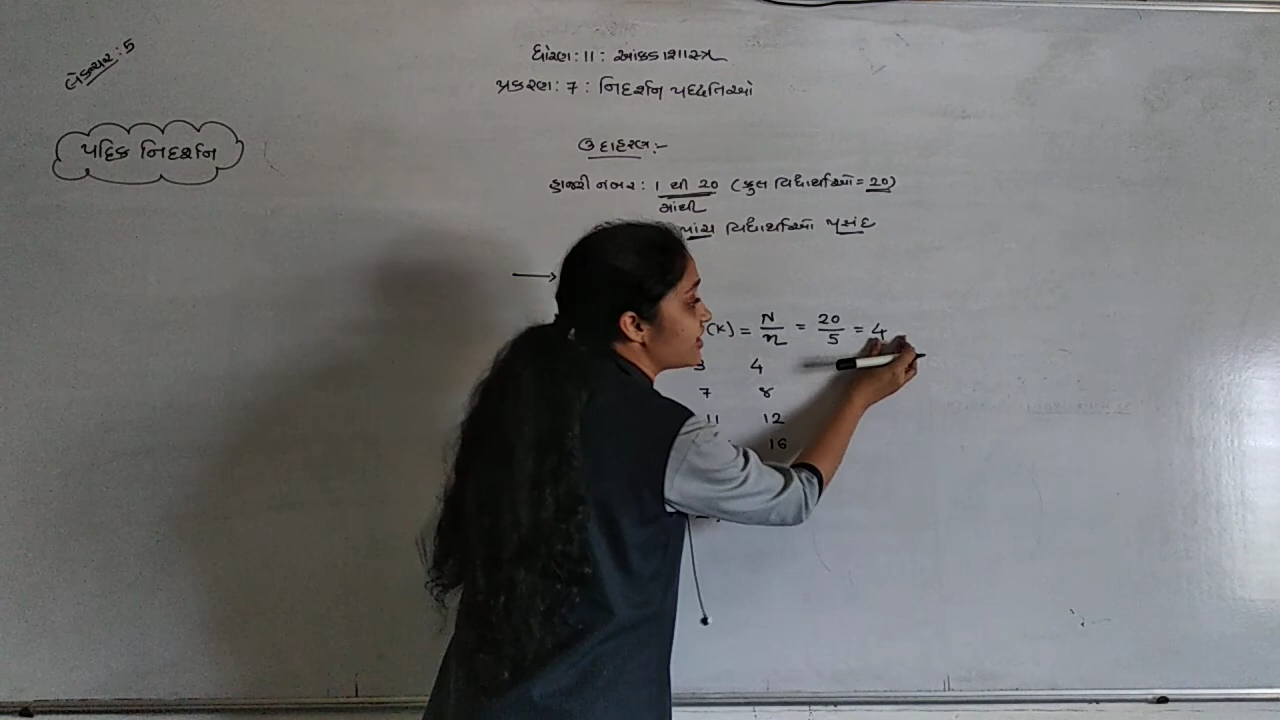 લેક્ચર : 5
ધોરણ : 11 : આંકડાશાસ્ત્ર
પ્રકરણ : 7 : નિદર્શન પદ્ધતિઓ
પદિક નિદર્શન
ઉદાહરણ :-
હાજરી નંબર : 1 થી 20 (કુલ વિદ્યાર્થીઓ = 20)
માંથી
પાંચ વિદ્યાર્થીઓ પસંદ
→
(K) = N/n = 20/5 = 4
3 4
7 8
11 12
16